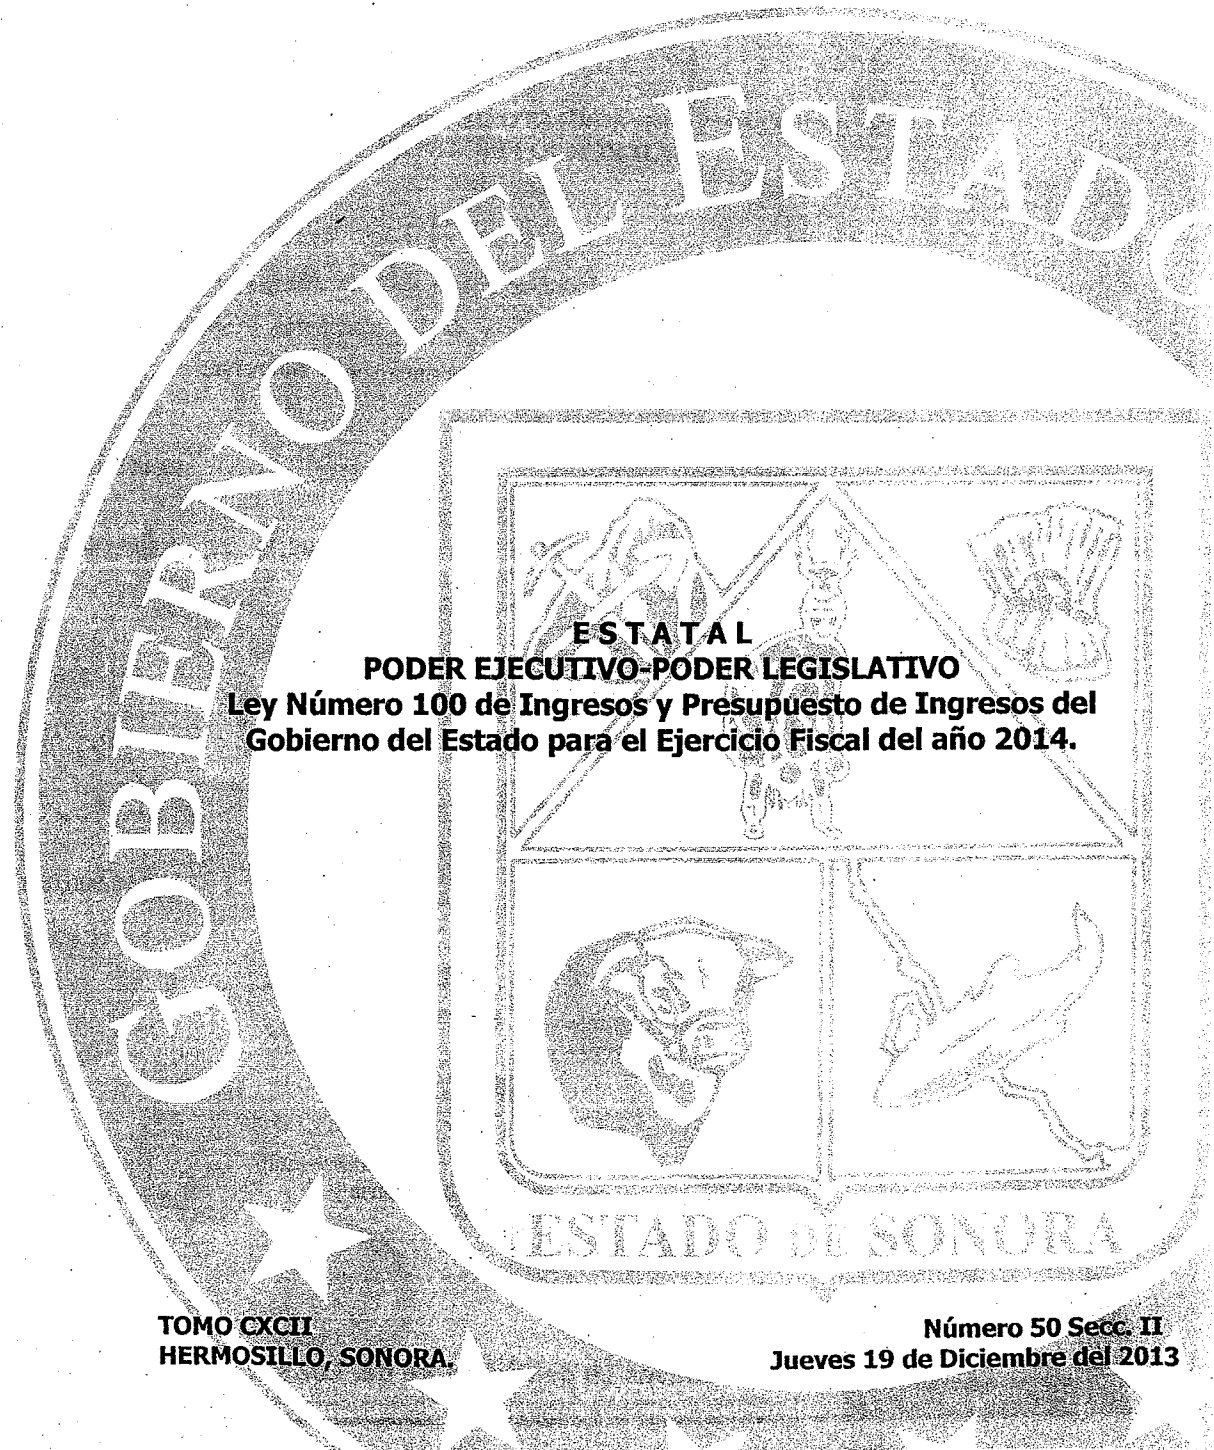 GOBIERNO DEL ESTADO
E S T A T A L
PODER EJECUTIVO-PODER LEGISLATIVO
Ley Número 100 de Ingresos y Presupuesto de Ingresos del
Gobierno del Estado para el Ejercicio Fiscal del año 2014.
ESTADO DE SONORA
TOMO CXCII
HERMOSILLO, SONORA.
Número 50 Secc. II
Jueves 19 de Diciembre del 2013